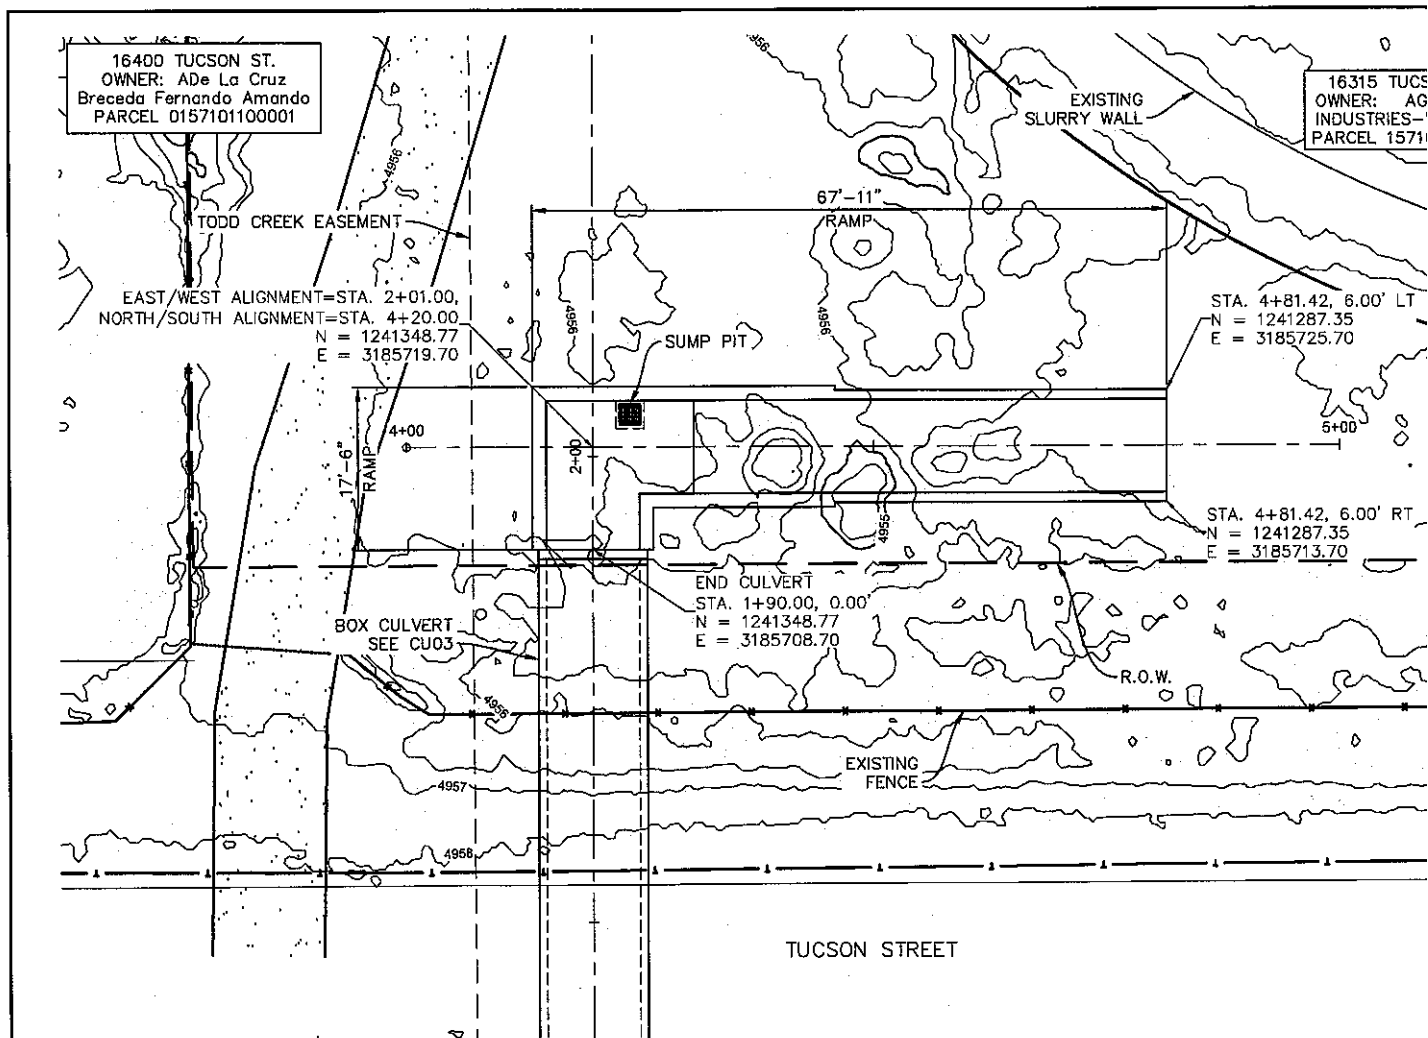 16400 TUCSON ST.
OWNER: ADe La Cruz
Breceda Fernando Amando
PARCEL 0157101100001
4956
EXISTING
SLURRY WALL
16315 TUCS
OWNER: AG
INDUSTRIES-
PARCEL 1571
4956
TODD CREEK EASEMENT
67'-11"
RAMP
EAST/WEST ALIGNMENT=STA. 2+01.00,
NORTH/SOUTH ALIGNMENT=STA. 4+20.00
N = 1241348.77
E = 3185719.70
4956
SUMP PIT
4956
STA. 4+81.42, 6.00' LT
N = 1241287.35
E = 3185725.70
4+00
2+00
5+00
17'-6"
RAMP
4955
STA. 4+81.42, 6.00' RT
N = 1241287.35
E = 3185713.70
END CULVERT
STA. 1+90.00, 0.00'
N = 1241348.77
E = 3185708.70
BOX CULVERT
SEE CU03
R.O.W.
4956
EXISTING
FENCE
4957
4958
TUCSON STREET